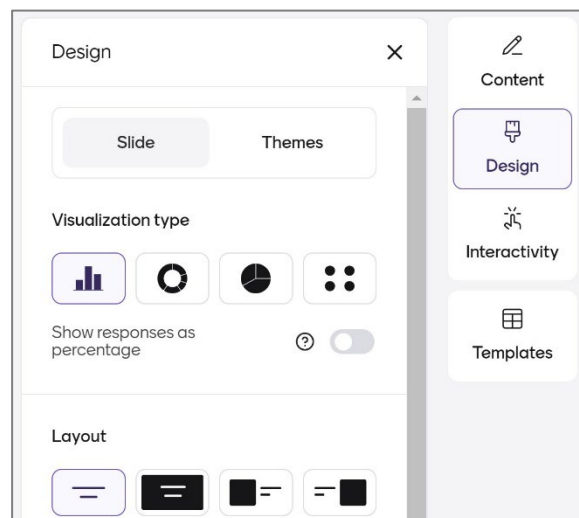 Design
Slide
Themes
Visualization type
Show responses as
percentage
?
Layout
Content
Design
Interactivity
Templates